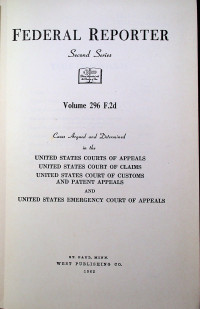 FEDERAL REPORTER
Second Series
Volume 296 F.2d
Cases Argued and Determined
in the
UNITED STATES COURTS OF APPEALS
UNITED STATES COURT OF CLAIMS
UNITED STATES COURT OF CUSTOMS
AND PATENT APPEALS
AND
UNITED STATES EMERGENCY COURT OF APPEALS
ST. PAUL, MINN.
WEST PUBLISHING CO.
1962